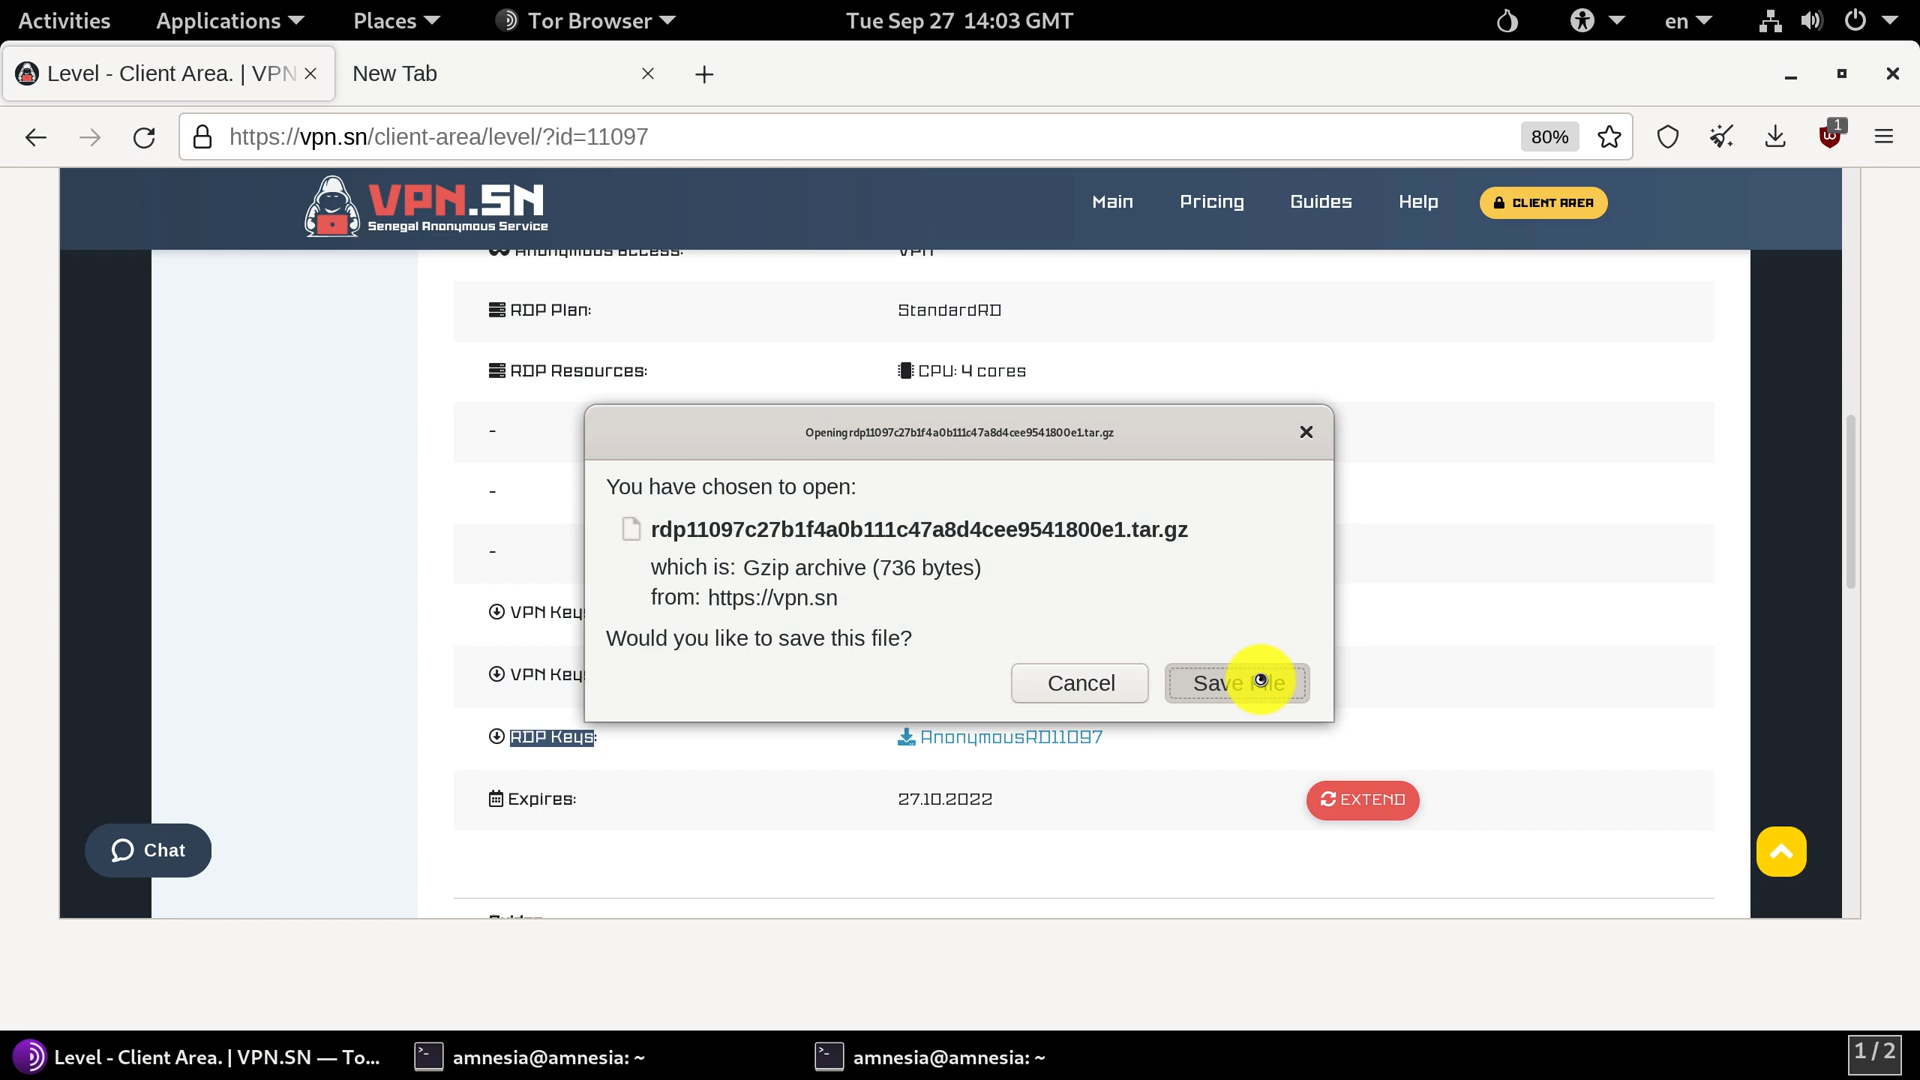 Activities Applications Places Tor Browser Tue Sep 27 14:03 GMT en
Level - Client Area. | VPN New Tab
https://vpn.sn/client-area/level/?id=11097 80% 1
VPN.SN
Senegal Anonymous Service
Main Pricing Guides Help CLIENT AREA
Anonymous access: VPN
RDP Plan: StandardRD
RDP Resources: CPU: 4 cores
-
-
-
Opening rdp11097c27b1f4a0b111c47a8d4cee9541800e1.tar.gz
You have chosen to open:
rdp11097c27b1f4a0b111c47a8d4cee9541800e1.tar.gz
which is: Gzip archive (736 bytes)
from: https://vpn.sn
Would you like to save this file?
Cancel Save File
VPN Key
VPN Key
RDP Keys: AnonymousRD11097
Expires: 27.10.2022 EXTEND
Chat
Level - Client Area. | VPN.SN — To... amnesia@amnesia: ~ amnesia@amnesia: ~ 1 / 2